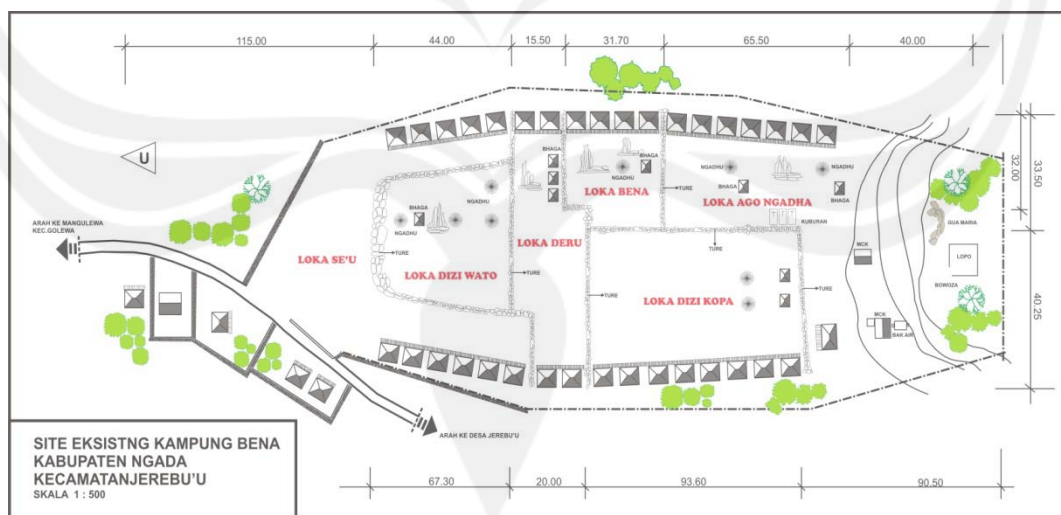 115.00 44.00 15.50 31.70 65.50 40.00
U
ARAH KE MANGULEWA
KEC.GOLEWA
BHAGA
NGADHU
BHAGA
NGADHU
BHAGA
NGADHU
LOKA BENA
TURE
NGADHU
BHAGA
NGADHU
BHAGA
LOKA AGO NGADHA
KUBURAN
33.50
32.00
40.25
GUA MARIA
LOPO
BOWOZA
MCK
MCK
BAK AIR
LOKA SE'U
NGADHU
TURE
LOKA DIZI WATO
LOKA DERU
TURE
TURE
LOKA DIZI KOPA
TURE
TURE
ARAH KE DESA JEREBU'U
SITE EKSISTNG KAMPUNG BENA
KABUPATEN NGADA
KECAMATANJEREBU'U
SKALA 1 : 500
67.30 20.00 93.60 90.50